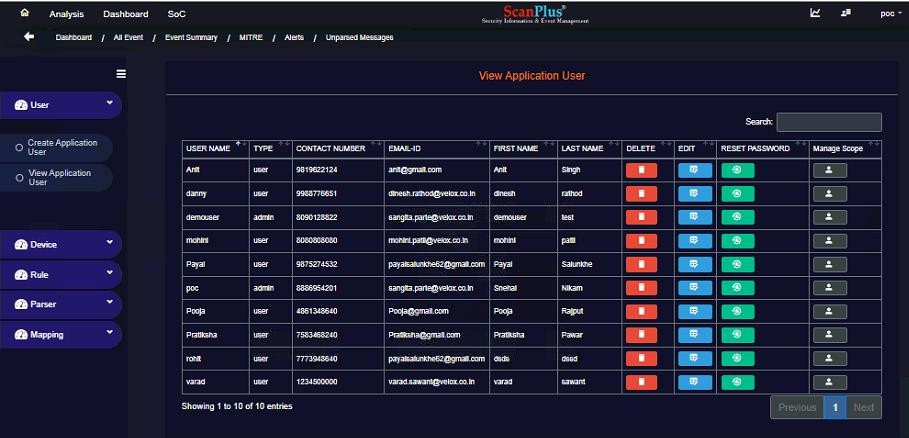 Analysis Dashboard SoC ScanPlus® poc
Security Information & Event Management
Dashboard / All Event / Event Summary / MITRE / Alerts / Unparsed Messages
View Application User
User
Search:
Create Application User
View Application User
Device
Rule
Parser
Mapping
USER NAME TYPE CONTACT NUMBER EMAIL-ID FIRST NAME LAST NAME DELETE EDIT RESET PASSWORD Manage Scope
Anit user 9819622124 anit@gmail.com Anit Singh
danny user 9988776651 dinesh.rathod@velox.co.in dinesh rathod
demouser admin 8090128822 sangita.parte@velox.co.in demouser test
mohini user 8080808080 mohini.patil@velox.co.in mohini patil
Payal user 9875274532 payalsalunkhe62@gmail.com Payal Salunkhe
poc admin 8886954201 sangita.parte@velox.co.in Snehal Nikam
Pooja user 4861348640 Pooja@gmail.com Pooja Rajput
Pratiksha user 7583468240 Pratiksha@gmail.com Pratiksha Pawar
rohit user 7773948640 payalsalunkhe62@gmail.com dsds dssd
varad user 1234500000 varad.sawant@velox.co.in varad sawant
Showing 1 to 10 of 10 entries
Previous 1 Next